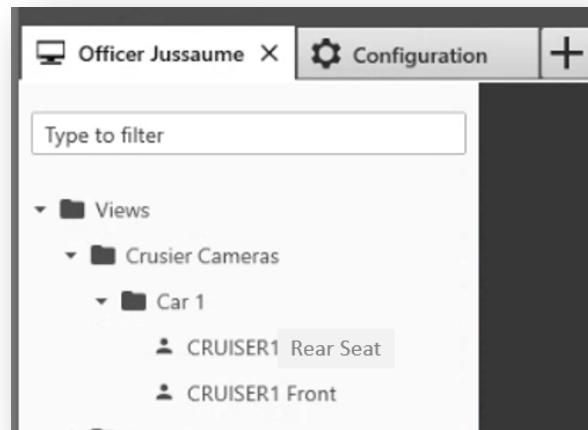 Officer Jussaume
Configuration
Type to filter
Views
Crusier Cameras
Car 1
CRUISER1 Rear Seat
CRUISER1 Front